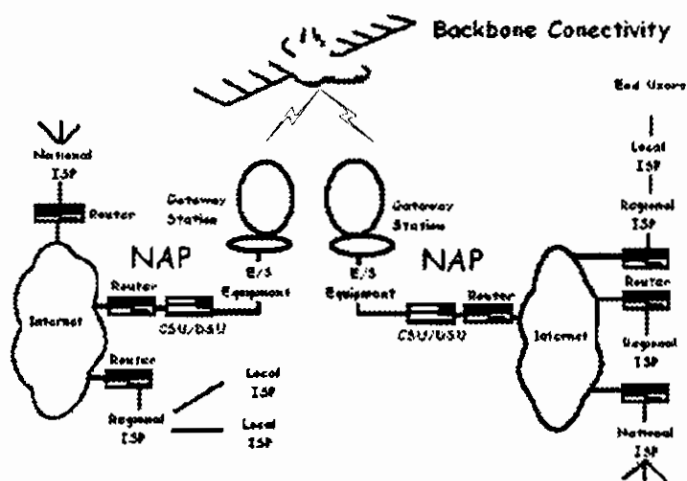 Backbone Conectivity
End Users
Local
ISP
Regional
ISP
National
ISP
Router
Gateway
Station
Gateway
Station
NAP
NAP
E/S
Equipment
E/S
Equipment
Router
CSU/DSU
Internet
Router
Regional
ISP
Local
ISP
Local
ISP
Router
CSU/DSU
Internet
Router
Regional
ISP
National
ISP